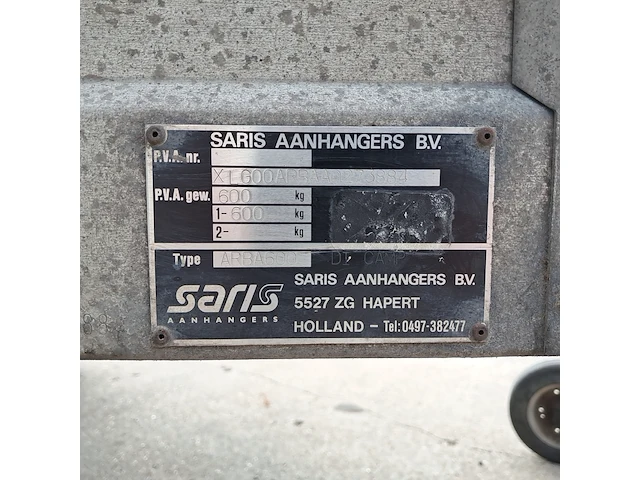 SARIS AANHANGERS B.V.
P.V.A. nr.
P.V.A. gew. 600 kg
1- 600 kg
2- kg
Type
SARIS AANHANGERS B.V.
saris
5527 ZG HAPERT
AANHANGERS
HOLLAND - Tel: 0497-382477